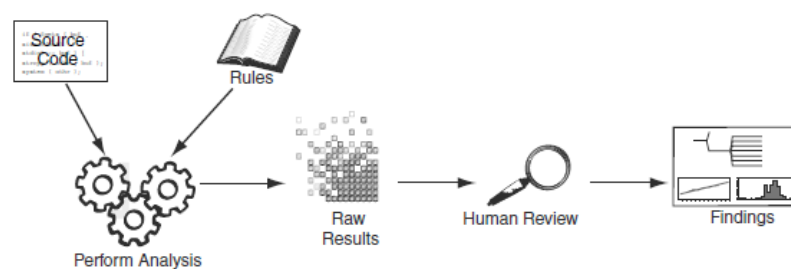 Source
Code
Rules
Perform Analysis
Raw
Results
Human Review
Findings